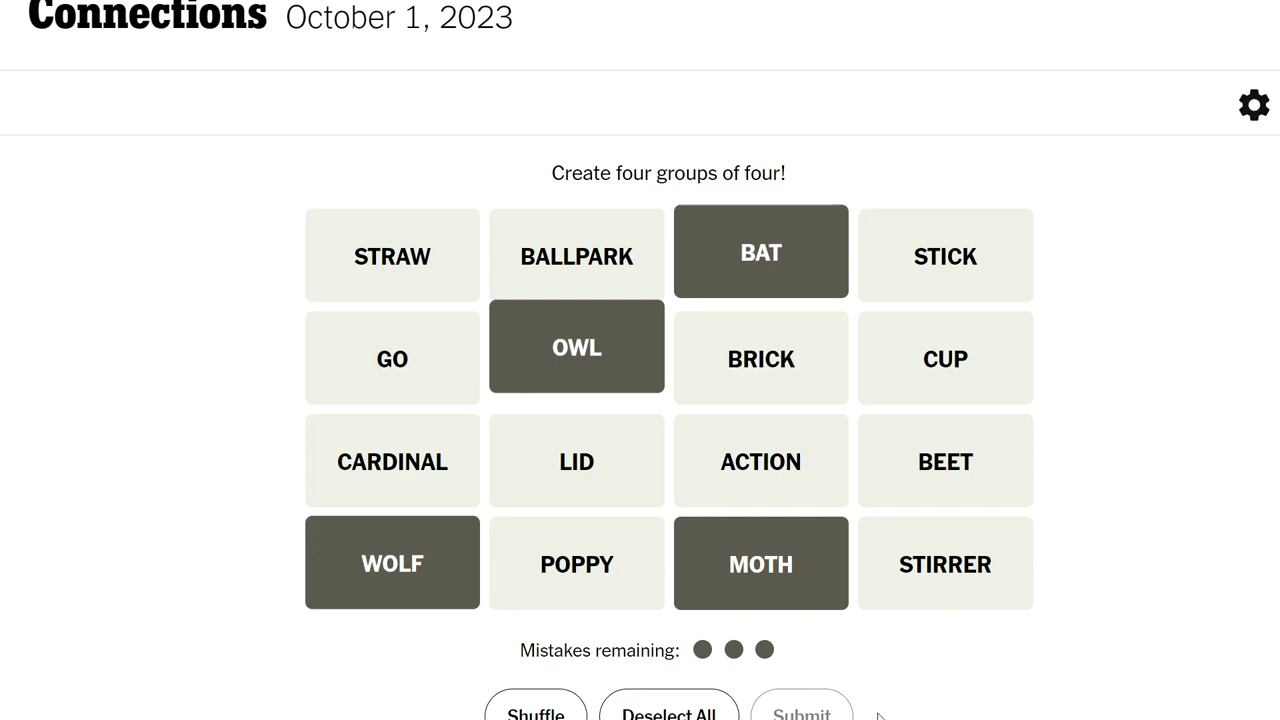 Connections October 1, 2023
Create four groups of four!
STRAW BALLPARK BAT STICK
GO OWL BRICK CUP
CARDINAL LID ACTION BEET
WOLF POPPY MOTH STIRRER
Mistakes remaining:
Shuffle Deselect All Submit